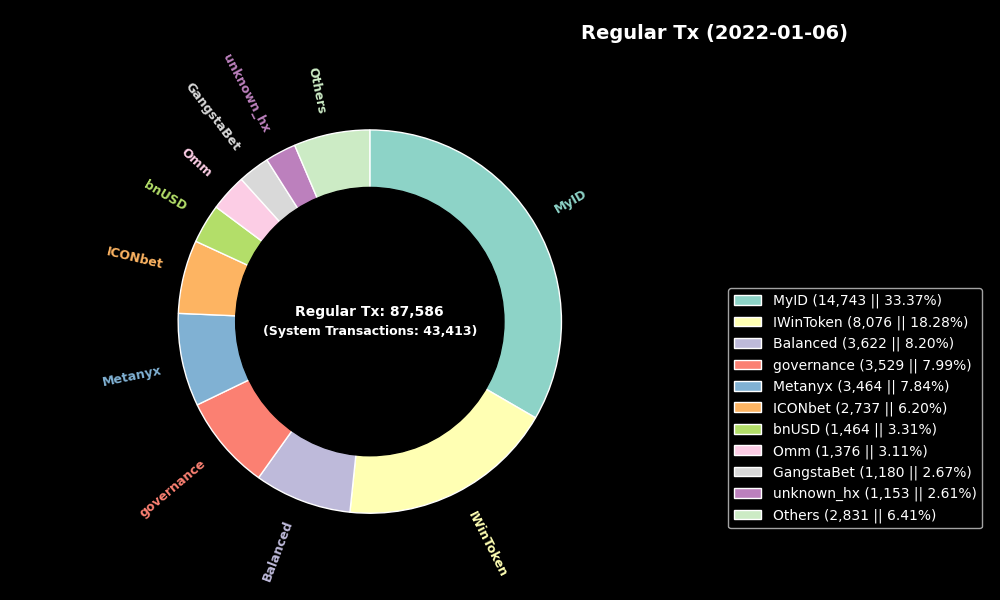 Regular Tx (2022-01-06)
Others
unknown_hx
GangstaBet
Omm
bnUSD
ICONbet
Metanyx
governance
Balanced
IWinToken
MyID
Regular Tx: 87,586
(System Transactions: 43,413)
MyID (14,743 || 33.37%)
IWinToken (8,076 || 18.28%)
Balanced (3,622 || 8.20%)
governance (3,529 || 7.99%)
Metanyx (3,464 || 7.84%)
ICONbet (2,737 || 6.20%)
bnUSD (1,464 || 3.31%)
Omm (1,376 || 3.11%)
GangstaBet (1,180 || 2.67%)
unknown_hx (1,153 || 2.61%)
Others (2,831 || 6.41%)